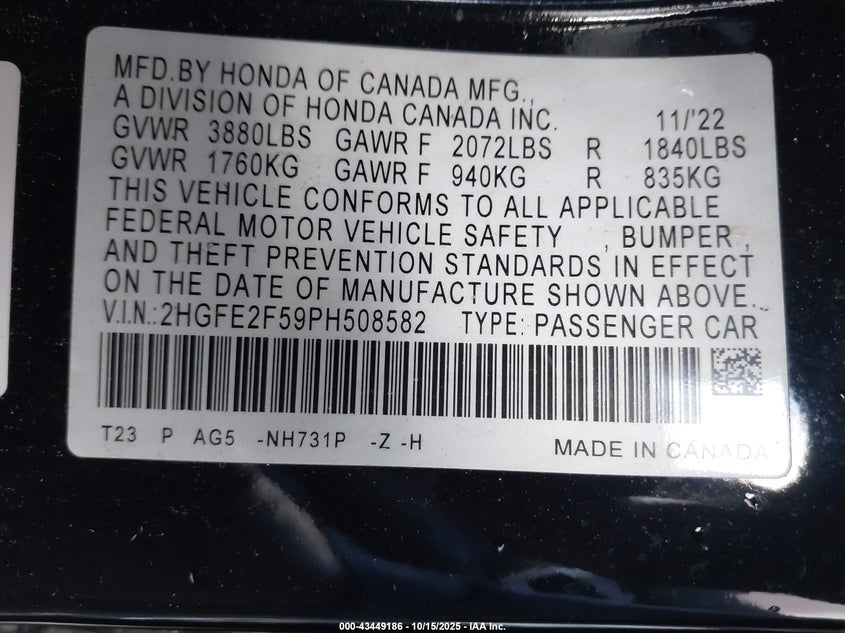 MFD.BY HONDA OF CANADA MFG.,
A DIVISION OF HONDA CANADA INC. 11/'22
GVWR 3880LBS GAWR F 2072LBS R 1840LBS
GVWR 1760KG GAWR F 940KG R 835KG
THIS VEHICLE CONFORMS TO ALL APPLICABLE
FEDERAL MOTOR VEHICLE SAFETY , BUMPER ,
AND THEFT PREVENTION STANDARDS IN EFFECT
ON THE DATE OF MANUFACTURE SHOWN ABOVE.
V.I.N.:2HGFE2F59PH508582 TYPE: PASSENGER CAR
T23 P AG5 -NH731P -Z -H MADE IN CANADA
000-43449186 - 10/15/2025 - IAA Inc.